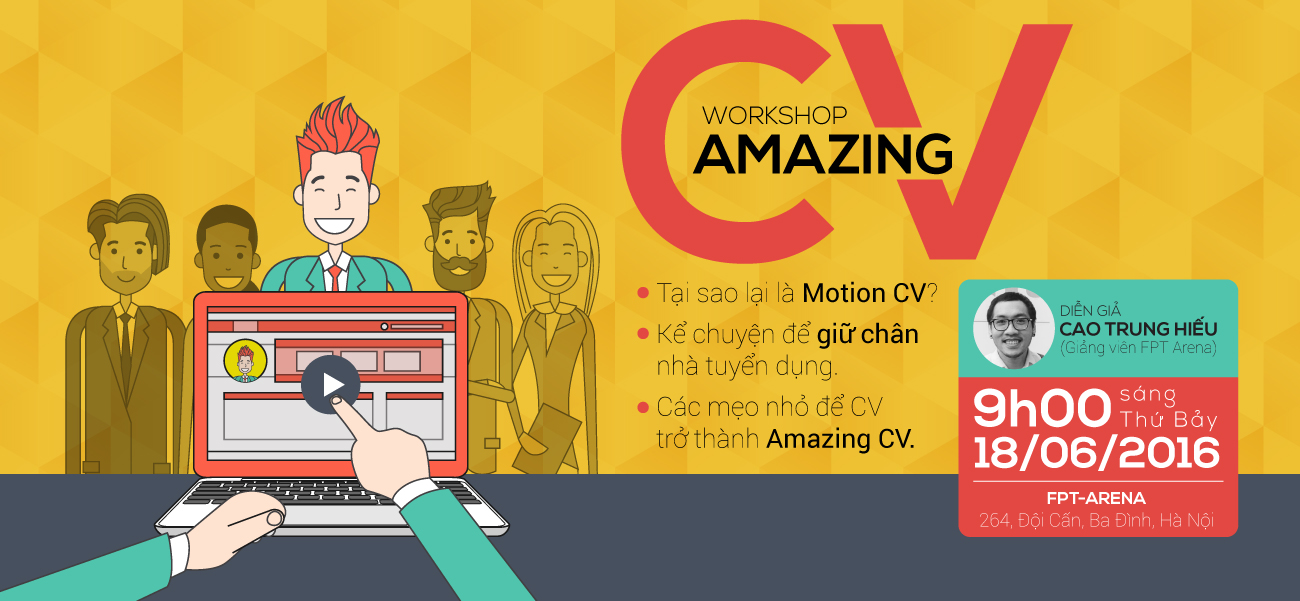 CV
WORKSHOP
AMAZING
• Tại sao lại là Motion CV?
• Kể chuyện để giữ chân
nhà tuyển dụng.
• Các mẹo nhỏ để CV
trở thành Amazing CV.
DIỄN GIẢ
CAO TRUNG HIẾU
(Giảng viên FPT Arena)
9h00 sáng
Thứ Bảy
18/06/2016
FPT-ARENA
264, Đội Cấn, Ba Đình, Hà Nội